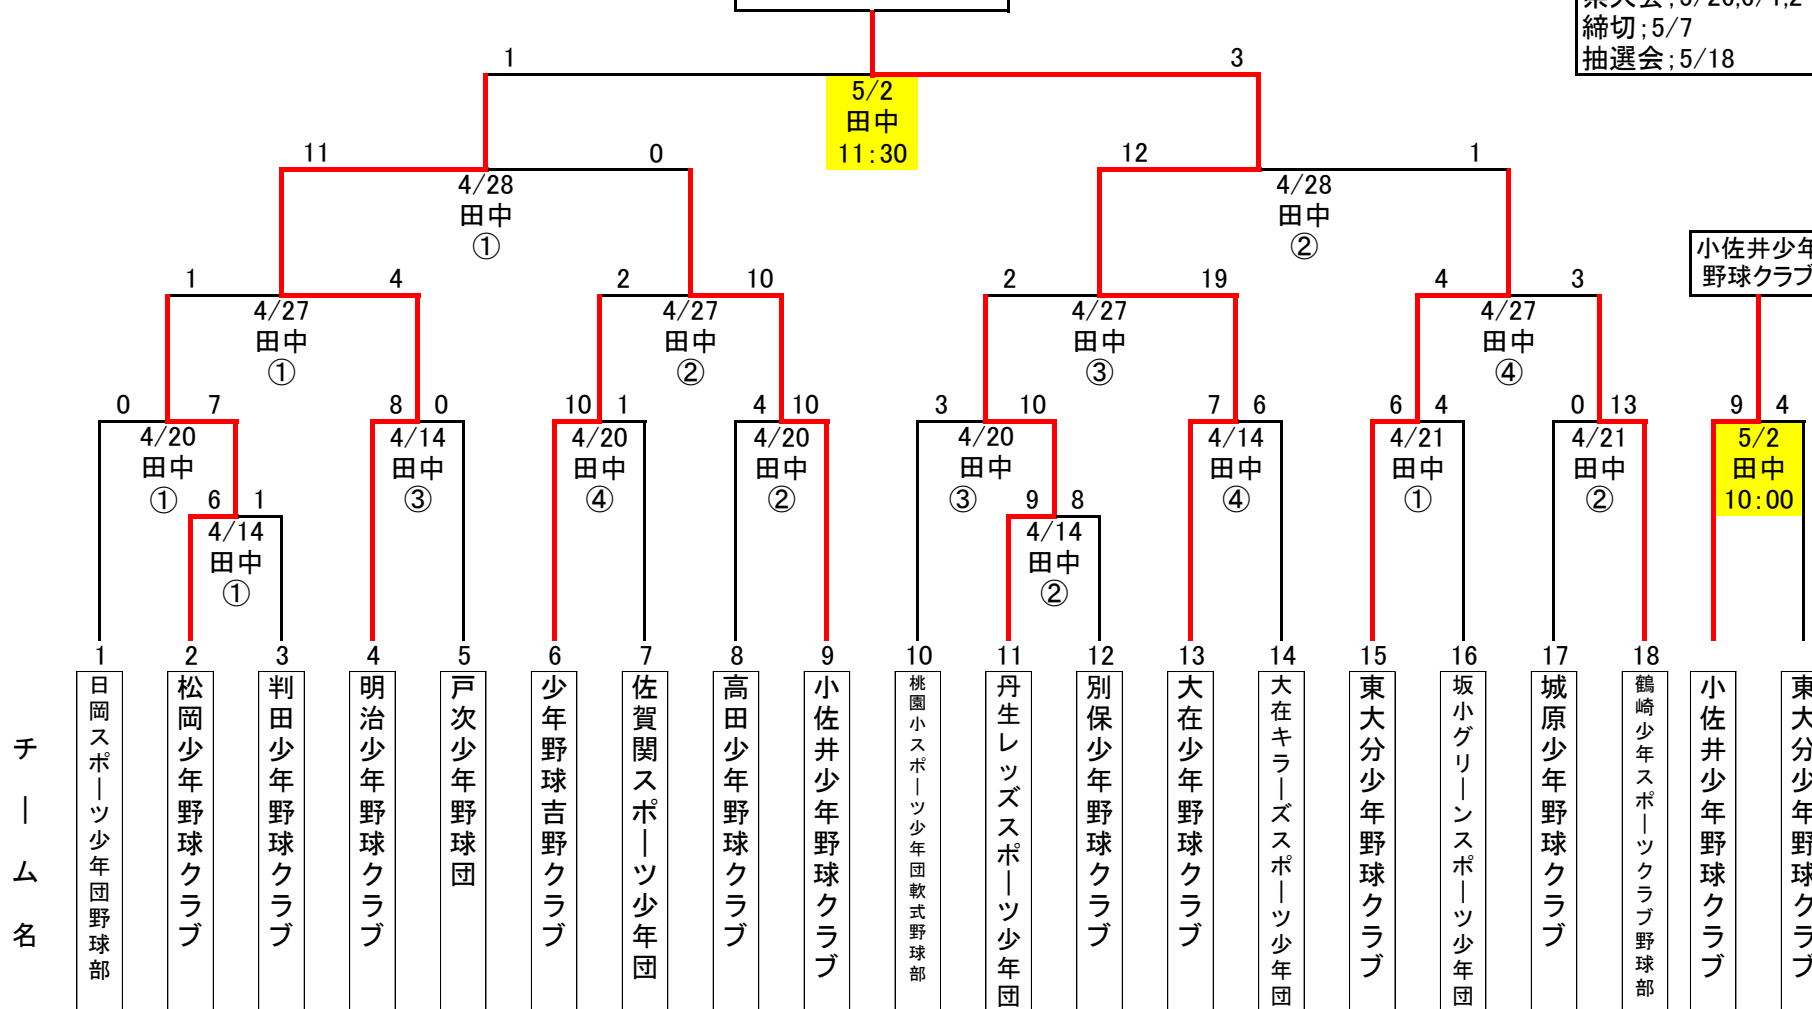 締切;5/7
抽選会;5/18
1 3
5/2
田中
11:30
11 0 12 1
4/28 4/28
田中 田中
① ②
小佐井少年
野球クラブ
1 4 2 10 2 19 4 3
4/27 4/27 4/27 4/27
田中 田中 田中 田中
① ② ③ ④
0 7 8 0 10 1 4 10 3 10 7 6 6 4 0 13 9 4
4/20 4/14 4/20 4/20 4/20 4/14 4/21 4/21 5/2
田中 田中 田中 田中 田中 田中 田中 田中 田中
① ③ ④ ② ③ ④ ① ② 10:00
6 1 9 8
4/14 4/14
田中 田中
① ②
1 2 3 4 5 6 7 8 9 10 11 12 13 14 15 16 17 18
チーム名
日岡スポーツ少年団野球部
松岡少年野球クラブ
判田少年野球クラブ
明治少年野球クラブ
戸次少年野球団
少年野球吉野クラブ
佐賀関スポーツ少年団
高田少年野球クラブ
小佐井少年野球クラブ
桃園小スポーツ少年団軟式野球部
丹生レッズスポーツ少年団
別保少年野球クラブ
大在少年野球クラブ
大在キラーズスポーツ少年団
東大分少年野球クラブ
坂小グリーンスポーツ少年団
城原少年野球クラブ
鶴崎少年スポーツクラブ野球部
小佐井少年野球クラブ
東大分少年野球クラブ